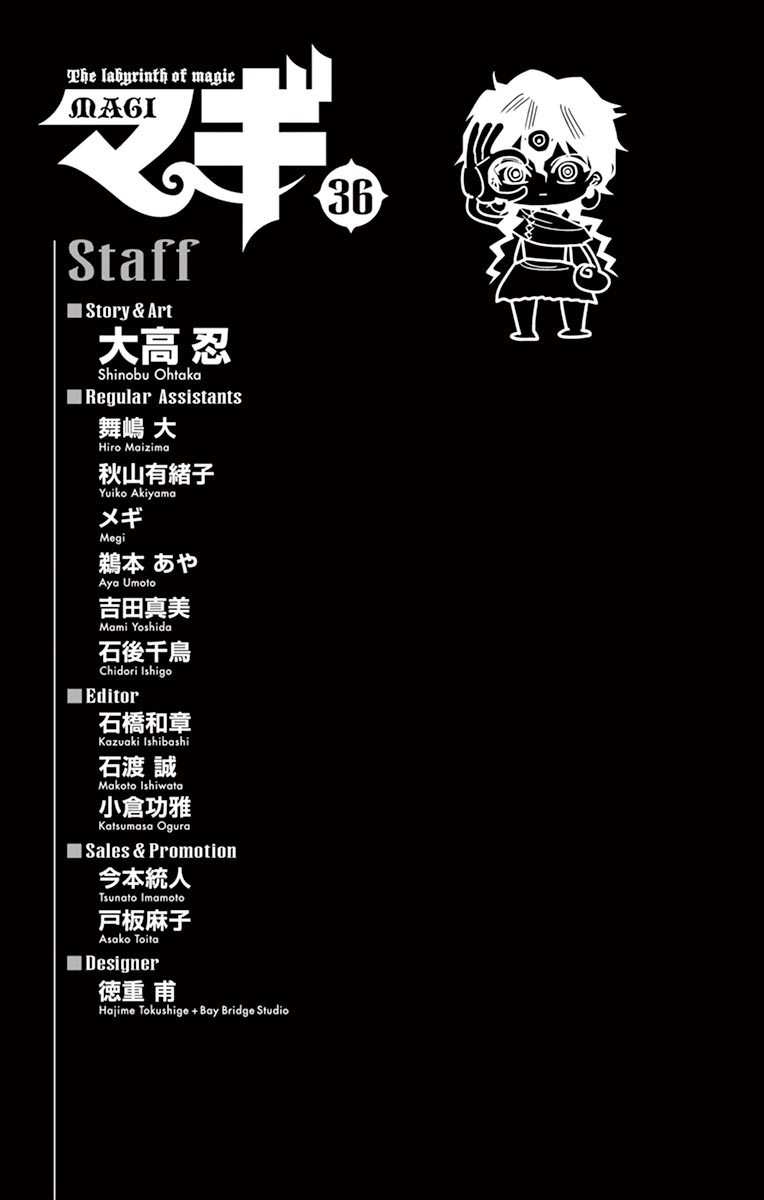 The labyrinth of magic
MAGI
マギ
36
Staff
Story & Art
大高 忍
Shinobu Ohtaka
Regular Assistants
舞嶋 大
Hiro Maizima
秋山有緒子
Yuiko Akiyama
メギ
Megi
鵜本 あや
Aya Umoto
吉田真美
Mami Yoshida
石後千鳥
Chidori Ishigo
Editor
石橋和章
Kazuaki Ishibashi
石渡 誠
Makoto Ishiwata
小倉功雅
Katsumasa Ogura
Sales & Promotion
今本統人
Tsunato Imamoto
戸板麻子
Asako Toita
Designer
徳重 甫
Hajime Tokushige + Bay Bridge Studio